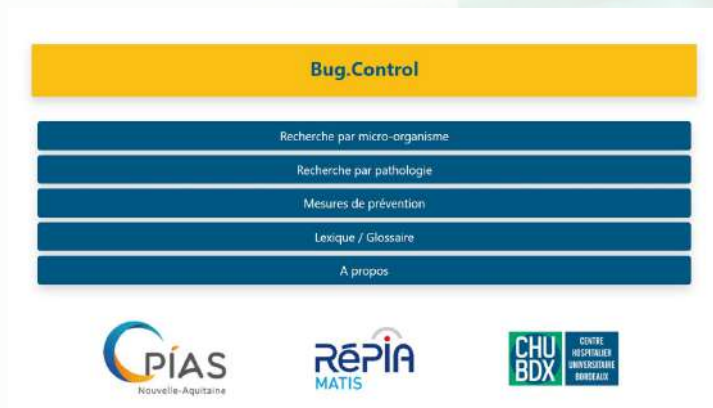 Bug.Control
Recherche par micro-organisme
Recherche par pathologie
Mesures de prévention
Lexique / Glossaire
A propos
CPÍAS
Nouvelle-Aquitaine
RéPIA
MATIS
CHU
BDX
CENTRE
HOSPITALIER
UNIVERSITAIRE
BORDEAUX